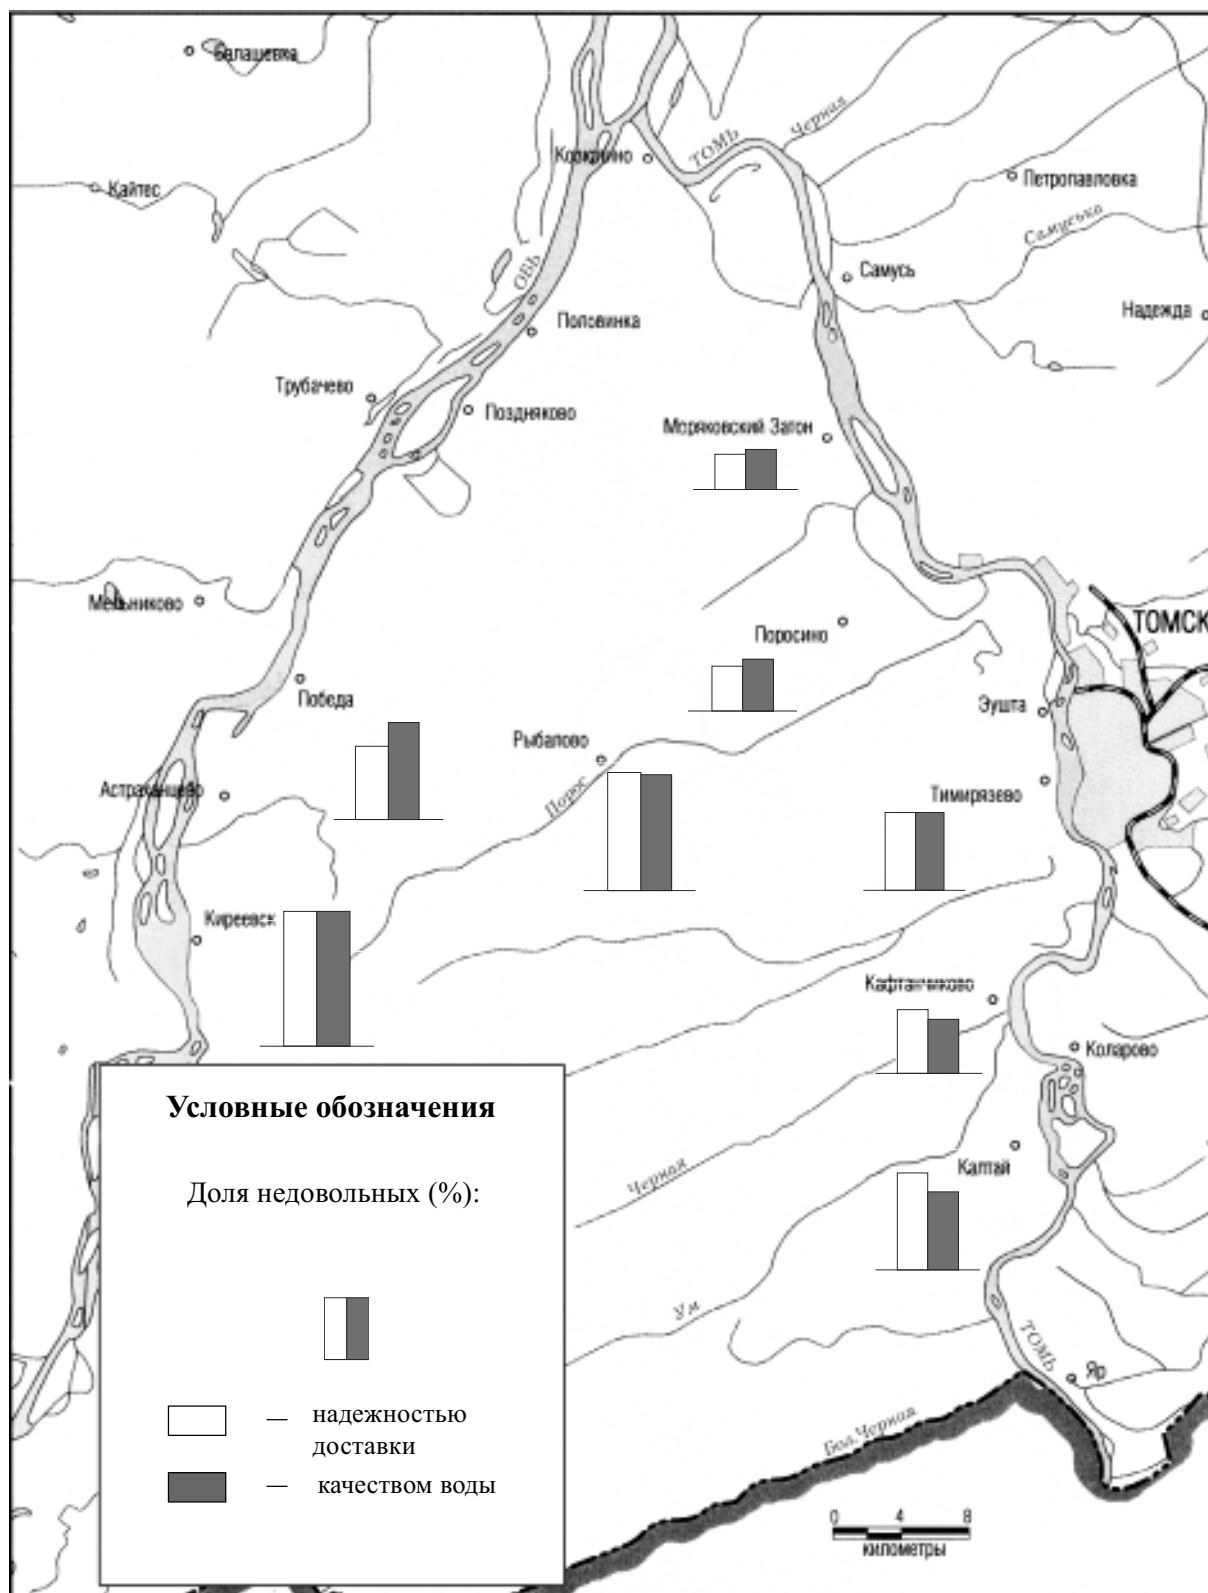 Балашевка
Кайтес
ТОМЬ
Черная
Петропавловка
Самуська
Самусь
Надежда
ОБЬ
Половинка
Трубачево
Поздняково
Моряковский Затон
Мельниково
Поросино
ТОМСК
Победа
Эушта
Рыбалово
Порос
Астраханцево
Тимирязево
Киреевск
Кафтанчиково
Коларово
Калтай
Черная
Ум
ТОМЬ
Яр
Бол.Черная
Условные обозначения
Доля недовольных (%):
— надежностью
доставки
— качеством воды
0 4 8
километры